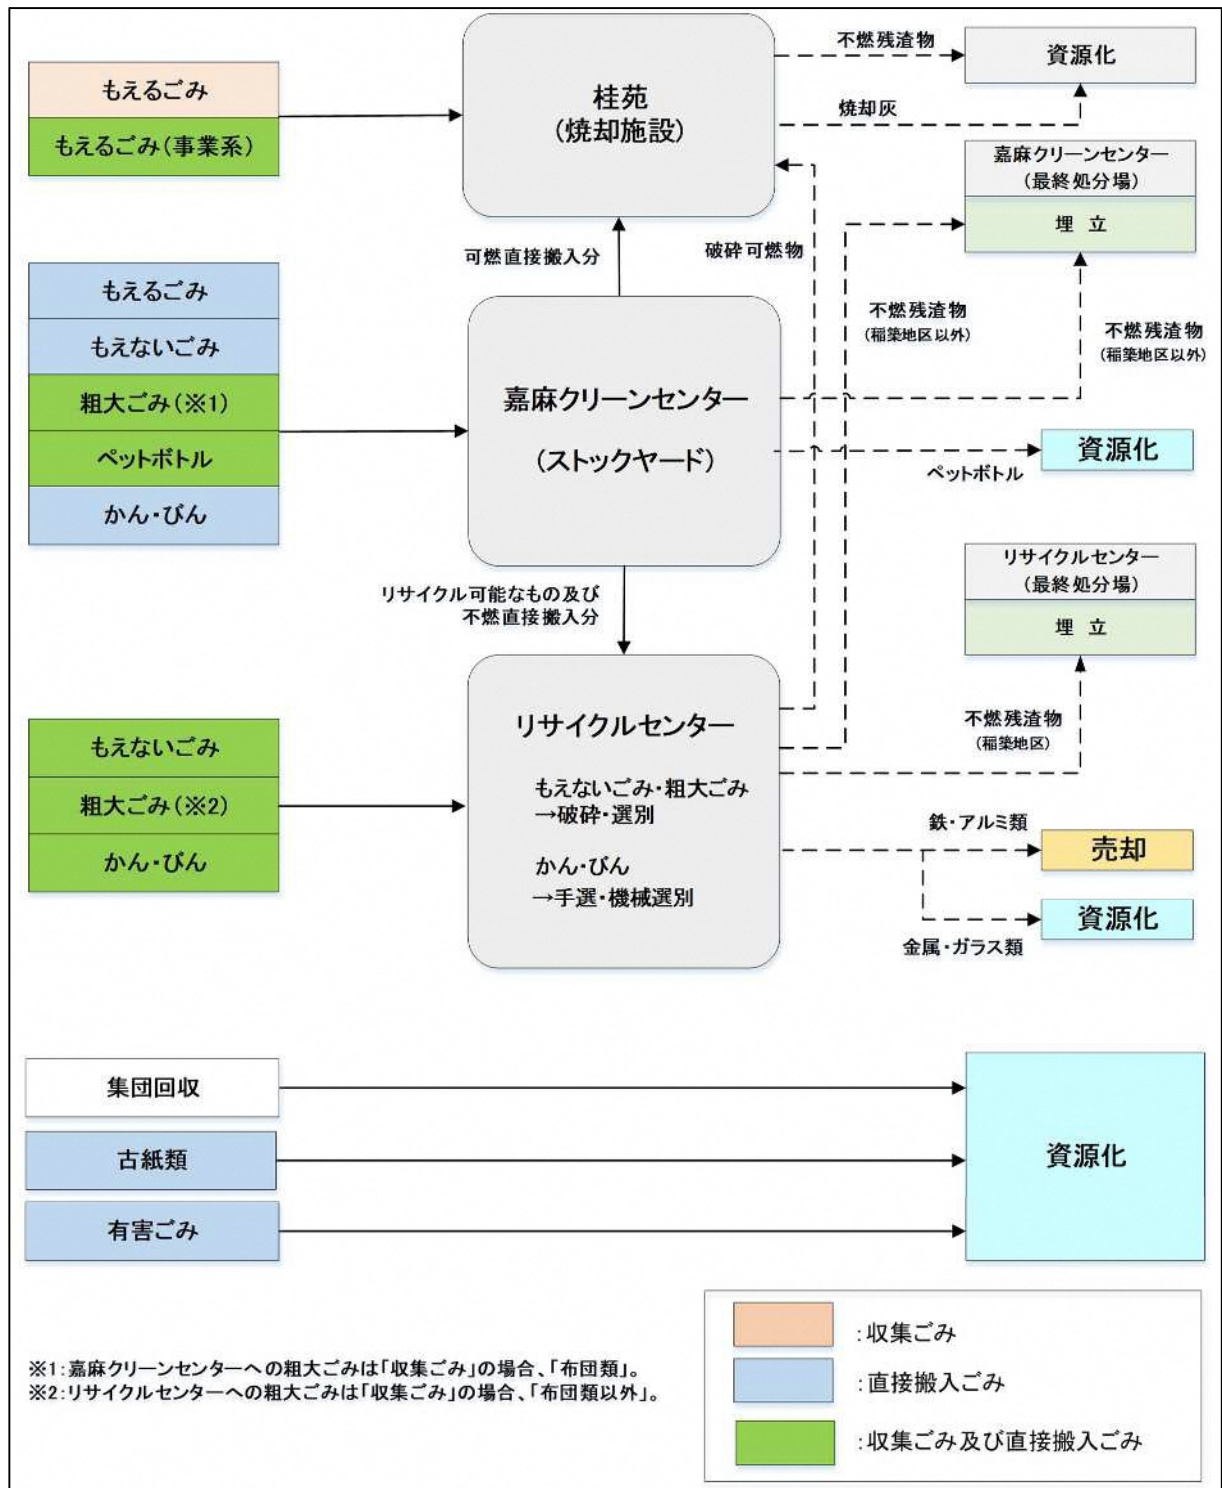 もえるごみ
もえるごみ(事業系)
桂苑
(焼却施設)
不燃残渣物
焼却灰
資源化
嘉麻クリーンセンター
(最終処分場)
埋 立
可燃直接搬入分
破砕可燃物
不燃残渣物
(稲築地区以外)
不燃残渣物
(稲築地区以外)
もえるごみ
もえないごみ
粗大ごみ(※1)
ペットボトル
かん・びん
嘉麻クリーンセンター
(ストックヤード)
ペットボトル
資源化
リサイクル可能なもの及び
不燃直接搬入分
リサイクルセンター
(最終処分場)
埋 立
不燃残渣物
(稲築地区)
もえないごみ
粗大ごみ(※2)
かん・びん
リサイクルセンター
もえないごみ・粗大ごみ
→破砕・選別
かん・びん
→手選・機械選別
鉄・アルミ類
売却
資源化
金属・ガラス類
集団回収
古紙類
有害ごみ
資源化
※1:嘉麻クリーンセンターへの粗大ごみは「収集ごみ」の場合、「布団類」。
※2:リサイクルセンターへの粗大ごみは「収集ごみ」の場合、「布団類以外」。
:収集ごみ
:直接搬入ごみ
:収集ごみ及び直接搬入ごみ